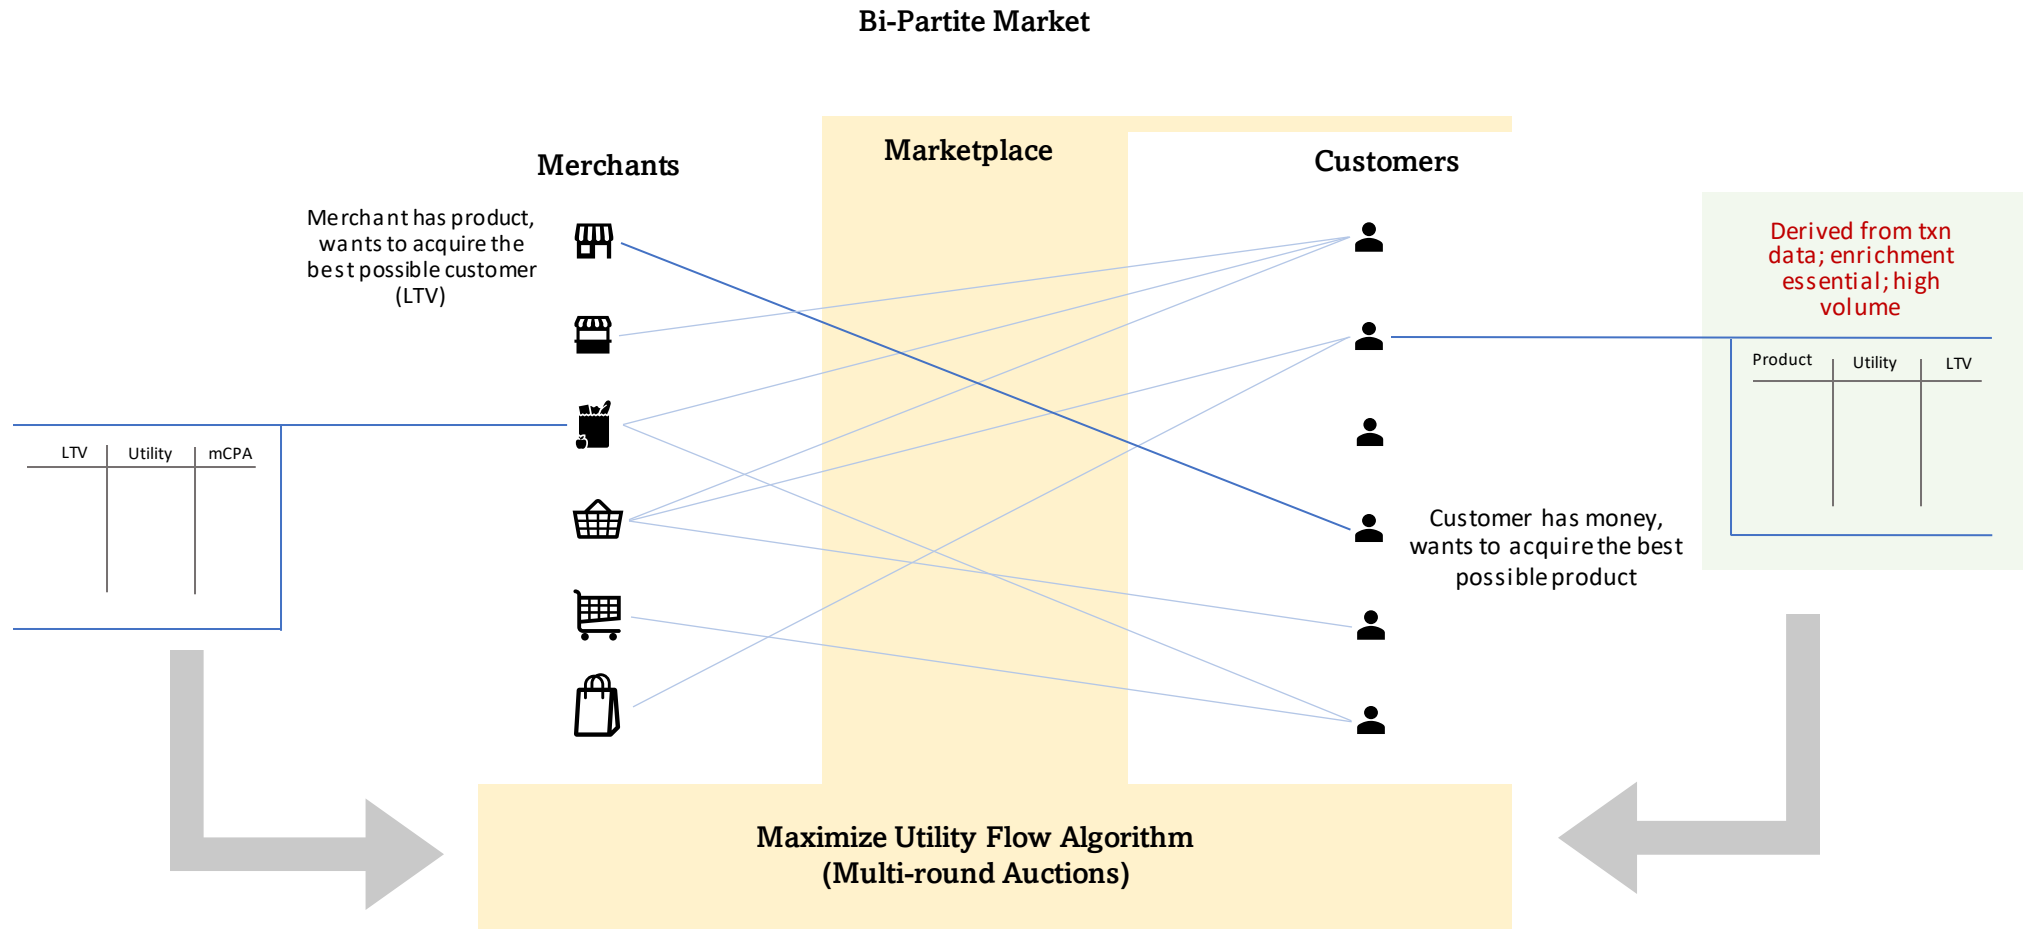 Bi-Partite Market
Marketplace
Merchants
Customers
Merchant has product,
wants to acquire the
best possible customer
(LTV)
Derived from txn
data; enrichment
essential; high
volume
Product
Utility
LTV
LTV
Utility
mCPA
Customer has money,
wants to acquire the best
possible product
Maximize Utility Flow Algorithm
(Multi-round Auctions)